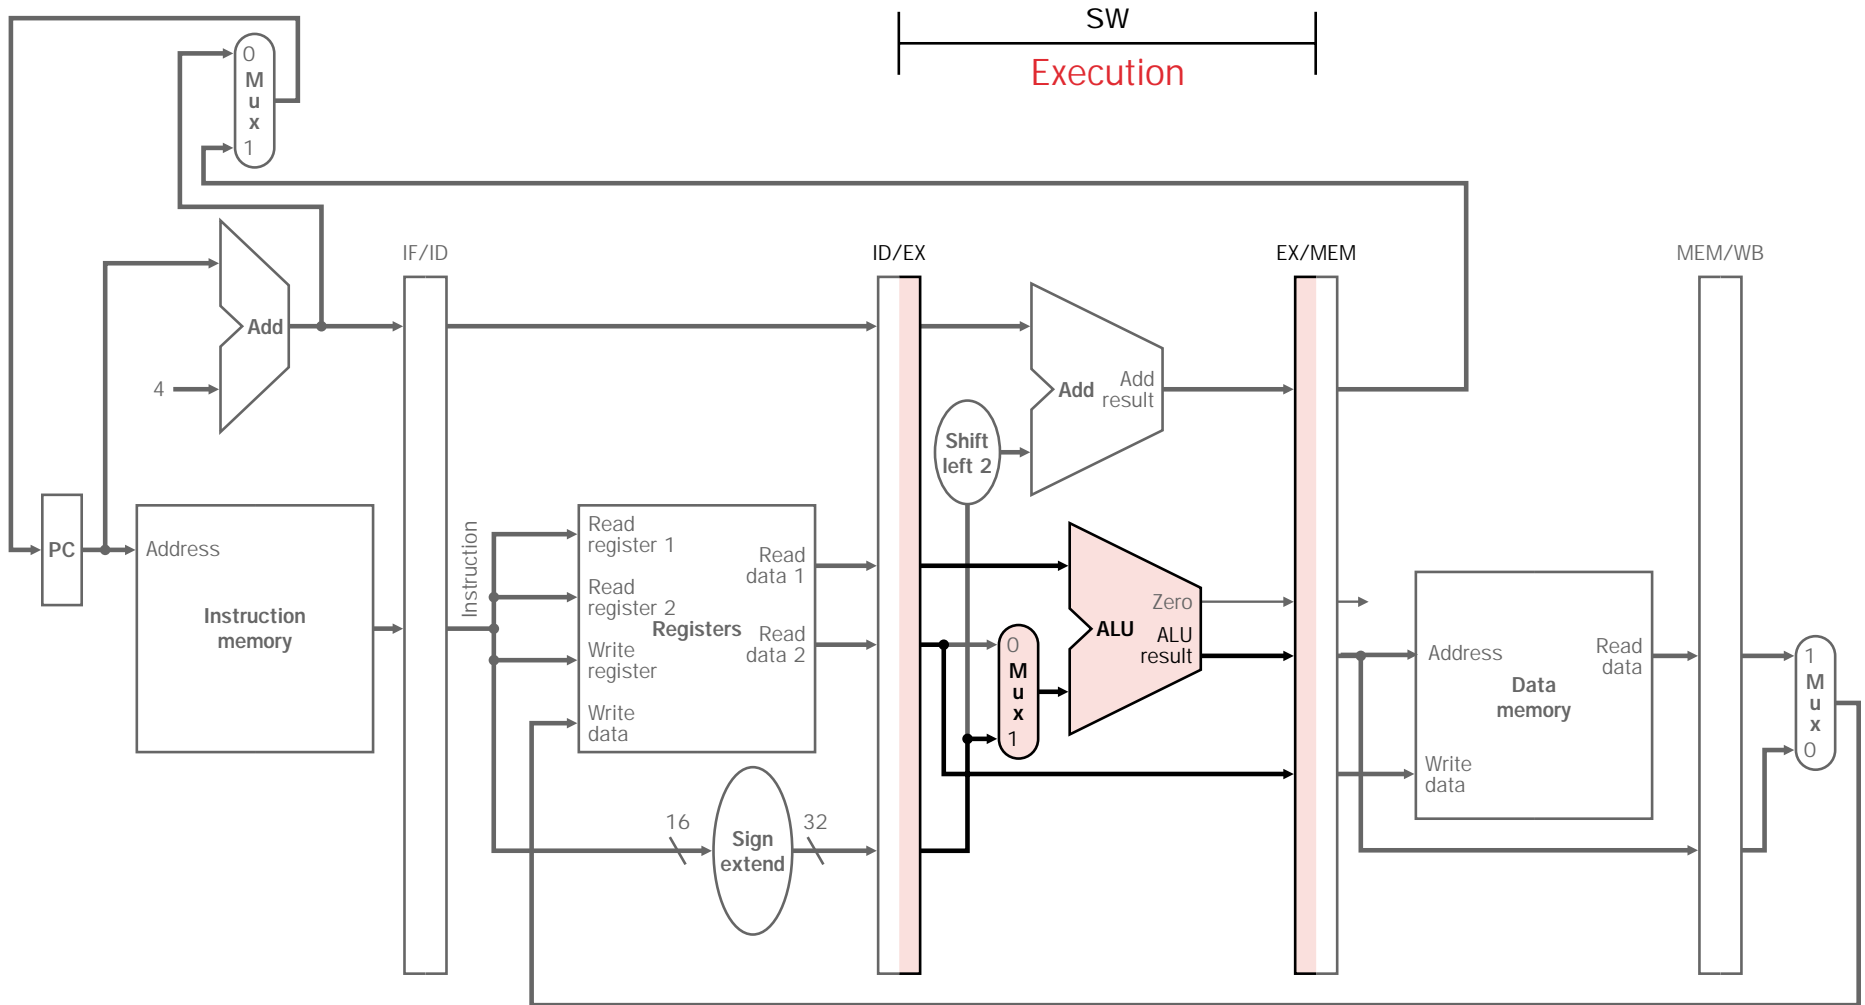 SW
Execution
0
M
u
x
1
IF/ID
ID/EX
EX/MEM
MEM/WB
Add
4
Add
Add
result
Shift
left 2
PC
Address
Instruction
memory
Instruction
Read
register 1
Read
register 2
Write
register
Write
data
Registers
Read
data 1
Read
data 2
0
M
u
x
1
Zero
ALU
ALU
result
Address
Write
data
Data
memory
Read
data
1
M
u
x
0
16
Sign
extend
32